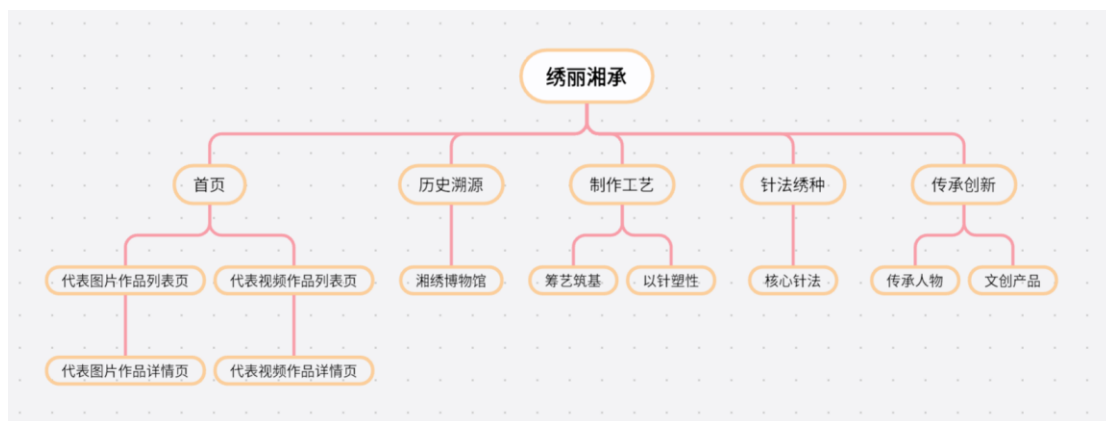 绣丽湘承
首页
历史溯源
制作工艺
针法绣种
传承创新
代表图片作品列表页
代表视频作品列表页
湘绣博物馆
筹艺筑基
以针塑性
核心针法
传承人物
文创产品
代表图片作品详情页
代表视频作品详情页